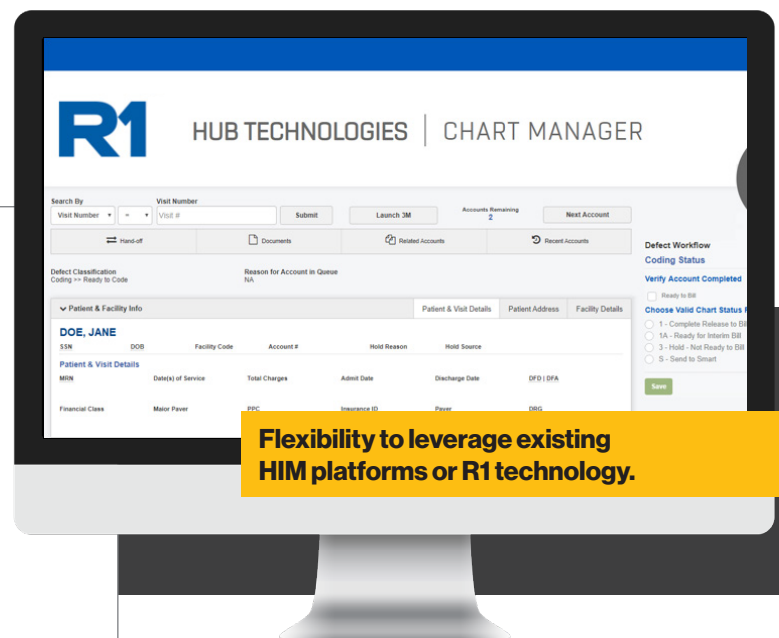 R1
HUB TECHNOLOGIES | CHART MANAGER
Search By
Visit Number
Visit Number
=
Visit #
Submit
Launch 3M
Accounts Remaining
2
Next Account
Hand-off
Documents
Related Accounts
Recent Accounts
Defect Classification
Coding >> Ready to Code
Reason for Account in Queue
NA
Patient & Facility Info
Patient & Visit Details
Patient Address
Facility Details
DOE, JANE
SSN
DOB
Facility Code
Account #
Hold Reason
Hold Source
Patient & Visit Details
MRN
Date(s) of Service
Total Charges
Admit Date
Discharge Date
DFD | DFA
Financial Class
Major Payer
PPC
Insurance ID
Payer
DRG
Defect Workflow
Coding Status
Verify Account Completed
Ready to Bill
Choose Valid Chart Status
1 - Complete Release to Bil
1A - Ready for Interim Bill
3 - Hold - Not Ready to Bill
S - Send to Smart
Save
Flexibility to leverage existing
HIM platforms or R1 technology.